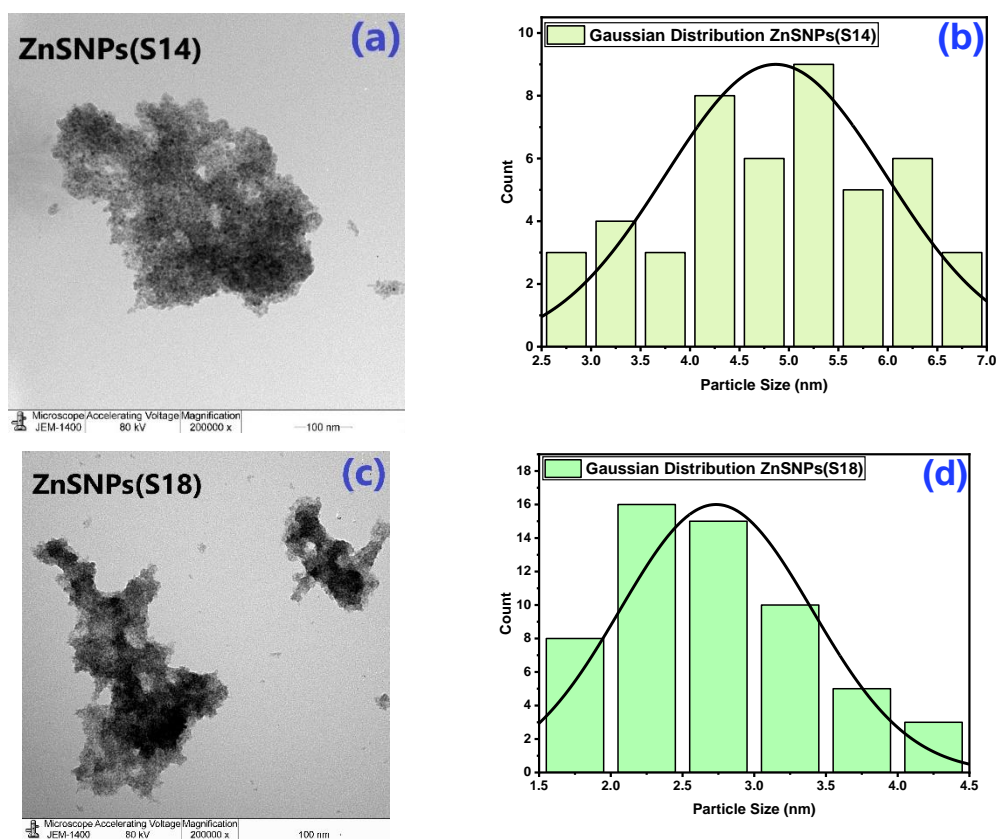 ZnSNPs(S14)
(a)
Microscope Accelerating Voltage Magnification
JEM-1400 80 kV 200000 x 100 nm
(b)
Gaussian Distribution ZnSNPs(S14)
10
8
6
4
2
0
Count
2.5 3.0 3.5 4.0 4.5 5.0 5.5 6.0 6.5 7.0
Particle Size (nm)
ZnSNPs(S18)
(c)
Microscope Accelerating Voltage Magnification
JEM-1400 80 kV 200000 x 100 nm
(d)
Gaussian Distribution ZnSNPs(S18)
18
16
14
12
10
8
6
4
2
0
Count
1.5 2.0 2.5 3.0 3.5 4.0 4.5
Particle Size (nm)